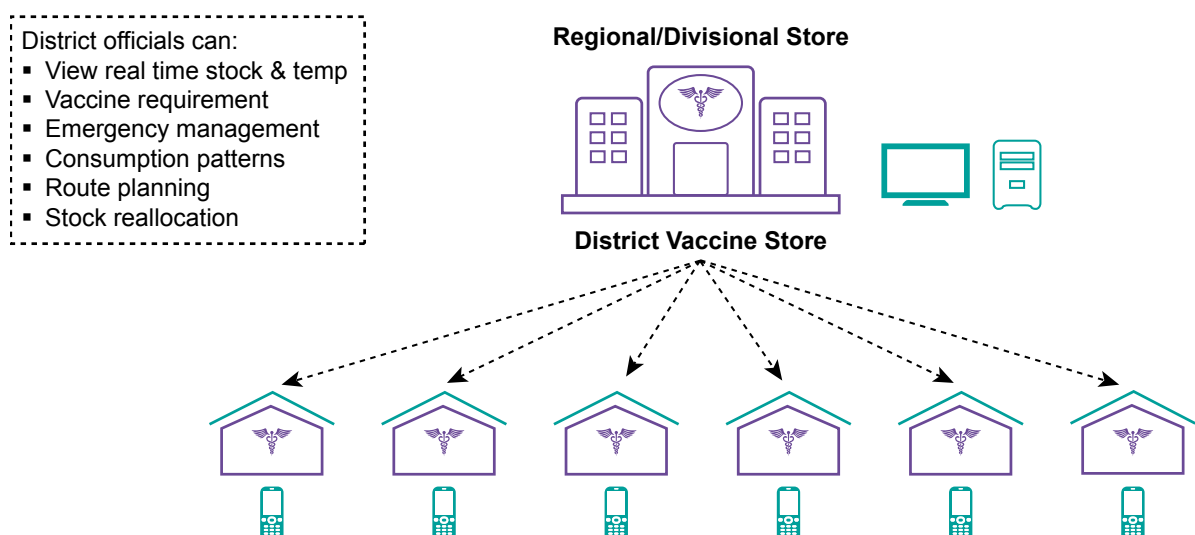 District officials can:
▪ View real time stock & temp
▪ Vaccine requirement
▪ Emergency management
▪ Consumption patterns
▪ Route planning
▪ Stock reallocation
Regional/Divisional Store
District Vaccine Store